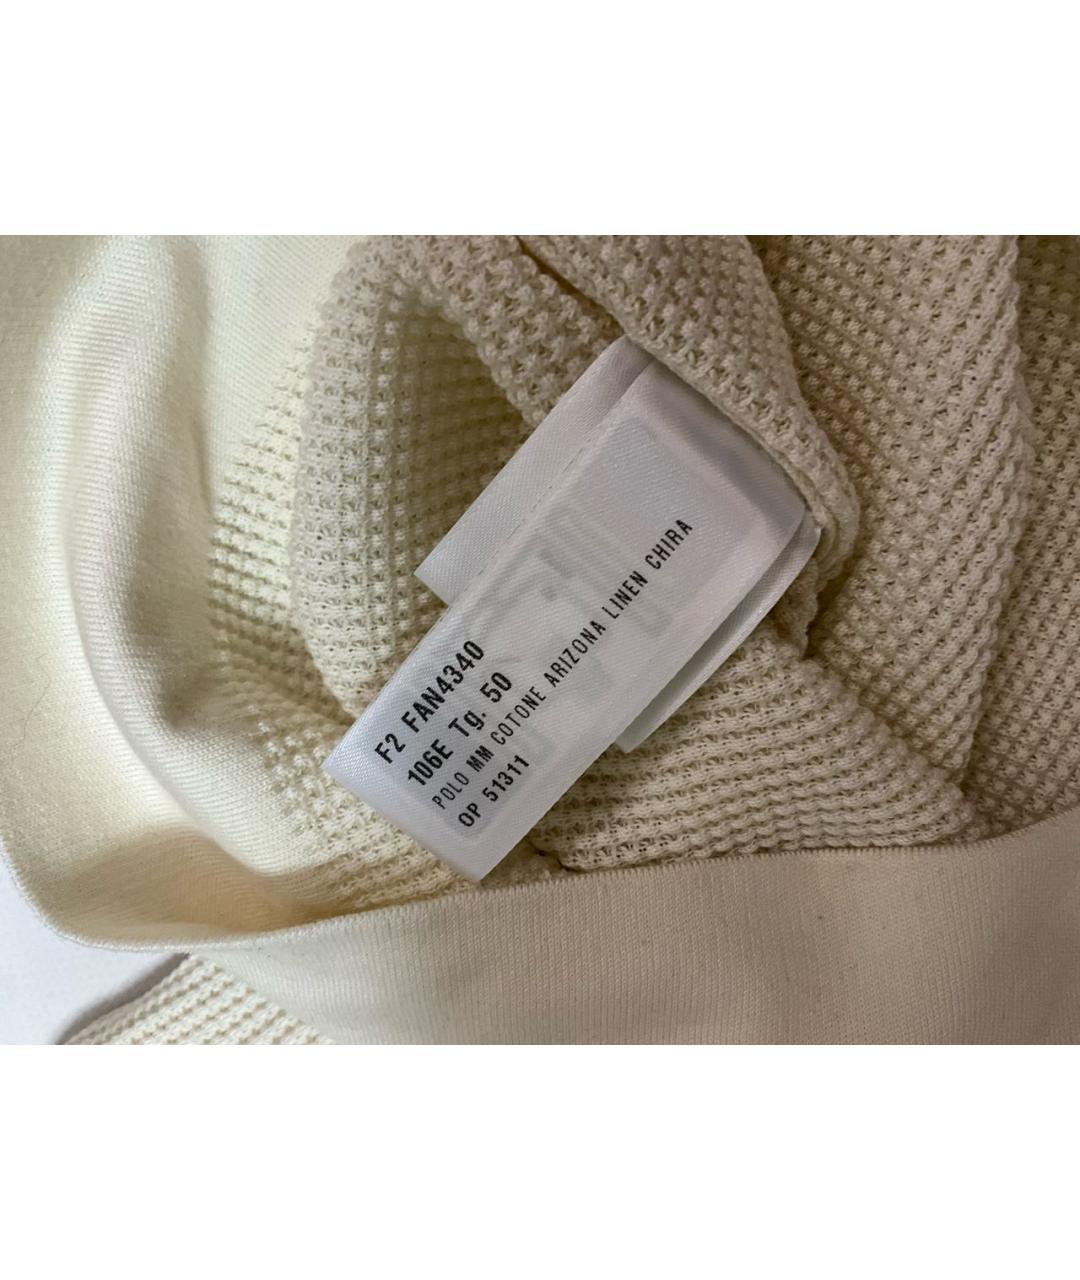 F2 FAN4340
106E Tg. 50
POLO MM COTONE ARIZONA LINEN CHIRA
OP 51311